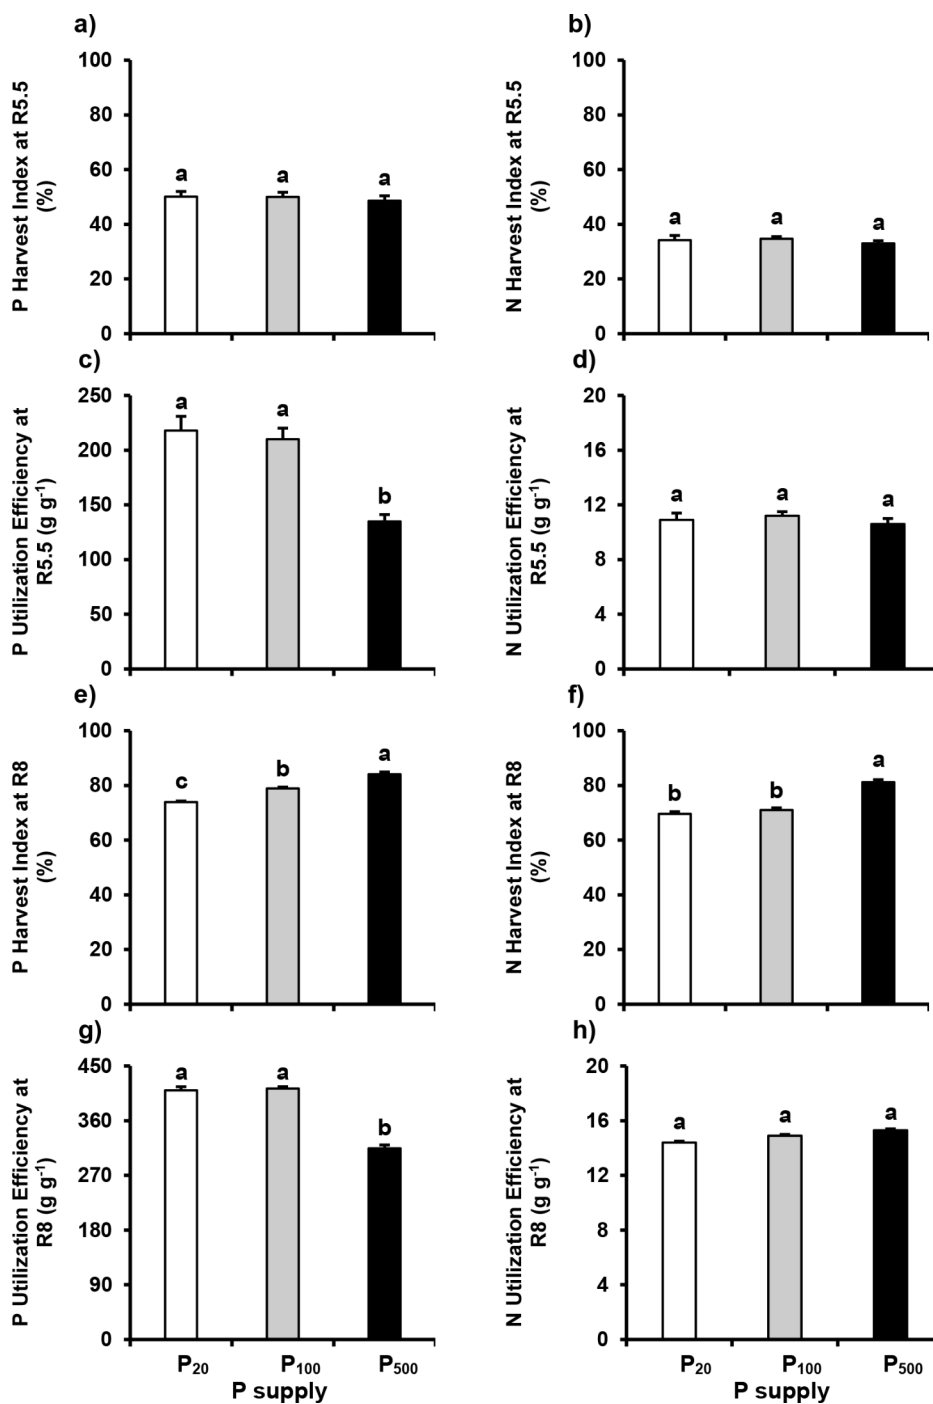 a)
P Harvest Index at R5.5
(%)
100
80
60
40
20
0
a
a
a
b)
N Harvest Index at R5.5
(%)
100
80
60
40
20
0
a
a
a
c)
P Utilization Efficiency at
R5.5 (g g⁻¹)
250
200
150
100
50
0
a
a
b
d)
N Utilization Efficiency at
R5.5 (g g⁻¹)
20
16
12
8
4
0
a
a
a
e)
P Harvest Index at R8
(%)
100
80
60
40
20
0
c
b
a
f)
N Harvest Index at R8
(%)
100
80
60
40
20
0
b
b
a
g)
P Utilization Efficiency at
R8 (g g⁻¹)
450
360
270
180
90
0
a
a
b
P₂₀ P₁₀₀ P₅₀₀
P supply
h)
N Utilization Efficiency at
R8 (g g⁻¹)
20
16
12
8
4
0
a
a
a
P₂₀ P₁₀₀ P₅₀₀
P supply